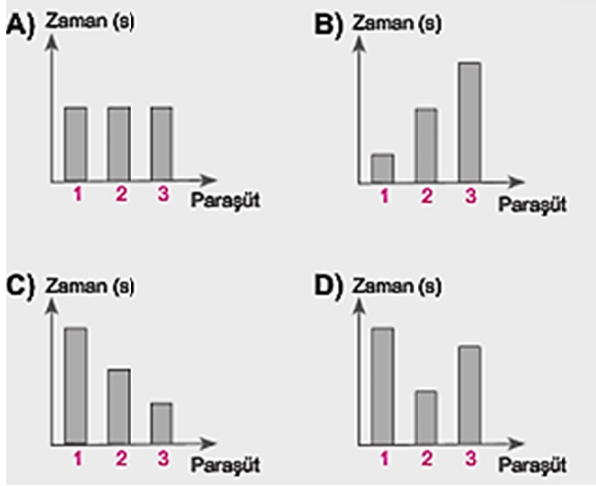 A) Zaman (s)
1 2 3 Paraşüt
B) Zaman (s)
1 2 3 Paraşüt
C) Zaman (s)
1 2 3 Paraşüt
D) Zaman (s)
1 2 3 Paraşüt